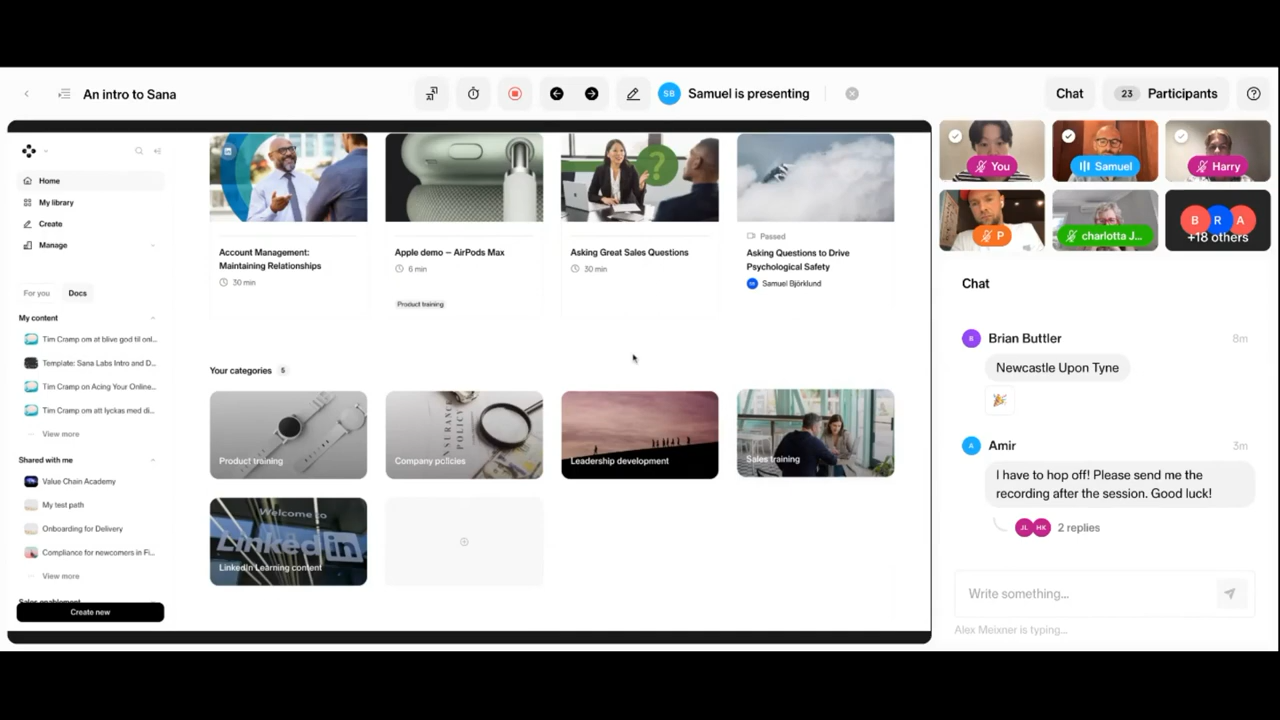 An intro to Sana
SB
Samuel is presenting
Chat
23 Participants
You
Samuel
Harry
P
charlotta J...
B R A
+18 others
Home
My library
Create
Manage
For you
Docs
My content
Tim Cramp om at blive god til onl...
Template: Sana Labs Intro and D...
Tim Cramp on Acing Your Online...
Tim Cramp om att lyckas med di...
View more
Shared with me
Value Chain Academy
My test path
Onboarding for Delivery
Compliance for newcomers in Fi...
View more
Sales enablement
Create new
Account Management:
Maintaining Relationships
30 min
Apple demo – AirPods Max
6 min
Product training
?
Asking Great Sales Questions
30 min
Passed
Asking Questions to Drive
Psychological Safety
Samuel Björklund
Your categories 5
Product training
INSURANCE
POLICY
Company policies
Leadership development
Sales training
Welcome to
LinkedIn
LinkedIn Learning content
Chat
B
Brian Buttler
8m
Newcastle Upon Tyne
A
Amir
3m
I have to hop off! Please send me the
recording after the session. Good luck!
JL HK 2 replies
Write something...
Alex Meixner is typing...